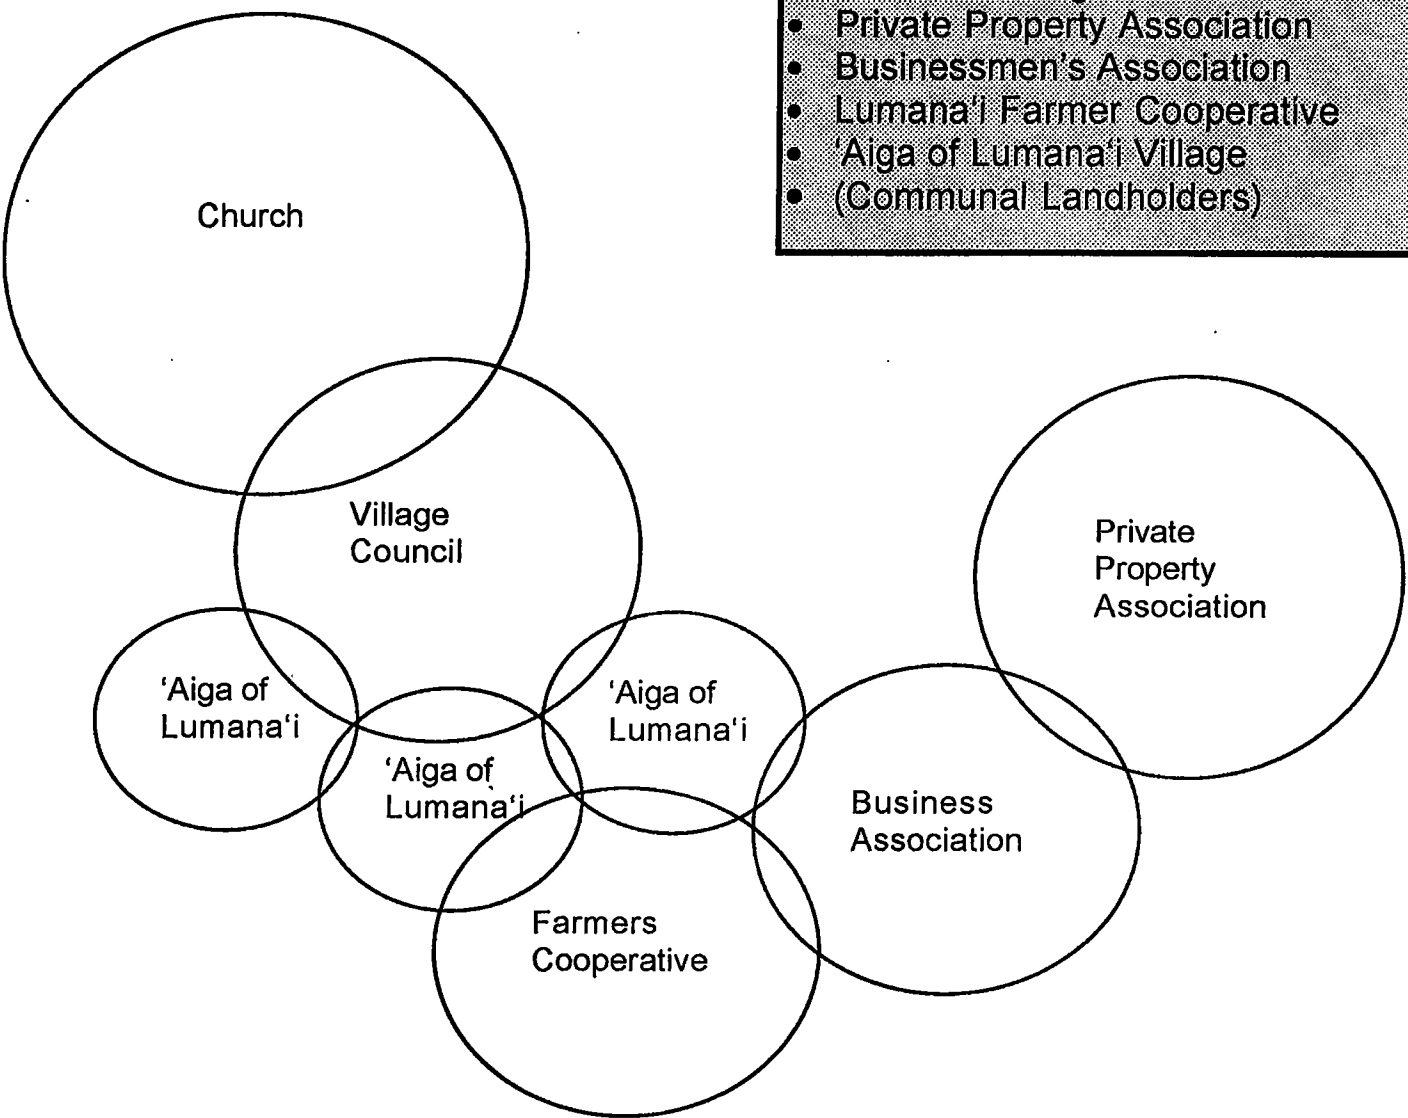 • Private Property Association
• Businessmen's Association
• Lumana‘i Farmer Cooperative
• ‘Aiga of Lumana‘i Village
• (Communal Landholders)
Church
Village
Council
Private
Property
Association
‘Aiga of
Lumana‘i
‘Aiga of
Lumana‘i
‘Aiga of
Lumana‘i
Business
Association
Farmers
Cooperative